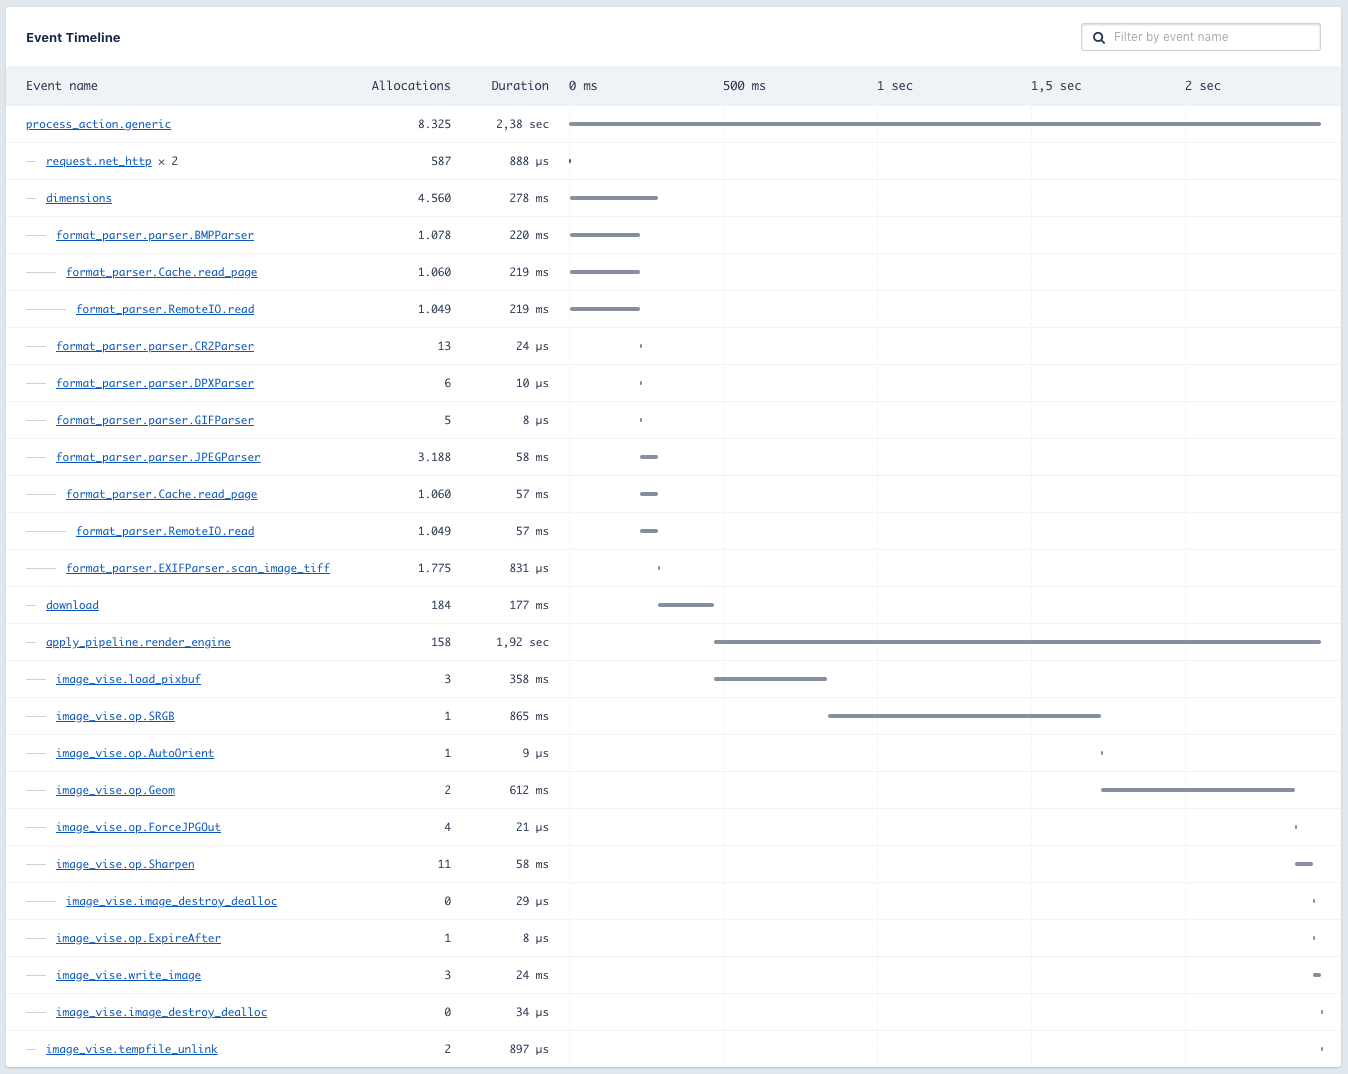 Event Timeline
Filter by event name
Event name Allocations Duration 0 ms 500 ms 1 sec 1,5 sec 2 sec
process_action.generic 8.325 2,38 sec
request.net_http × 2 587 888 µs
dimensions 4.560 278 ms
format_parser.parser.BMPParser 1.078 220 ms
format_parser.Cache.read_page 1.060 219 ms
format_parser.RemoteIO.read 1.049 219 ms
format_parser.parser.CR2Parser 13 24 µs
format_parser.parser.DPXParser 6 10 µs
format_parser.parser.GIFParser 5 8 µs
format_parser.parser.JPEGParser 3.188 58 ms
format_parser.Cache.read_page 1.060 57 ms
format_parser.RemoteIO.read 1.049 57 ms
format_parser.EXIFParser.scan_image_tiff 1.775 831 µs
download 184 177 ms
apply_pipeline.render_engine 158 1,92 sec
image_vise.load_pixbuf 3 358 ms
image_vise.op.SRGB 1 865 ms
image_vise.op.AutoOrient 1 9 µs
image_vise.op.Geom 2 612 ms
image_vise.op.ForceJPGOut 4 21 µs
image_vise.op.Sharpen 11 58 ms
image_vise.image_destroy_dealloc 0 29 µs
image_vise.op.ExpireAfter 1 8 µs
image_vise.write_image 3 24 ms
image_vise.image_destroy_dealloc 0 34 µs
image_vise.tempfile_unlink 2 897 µs